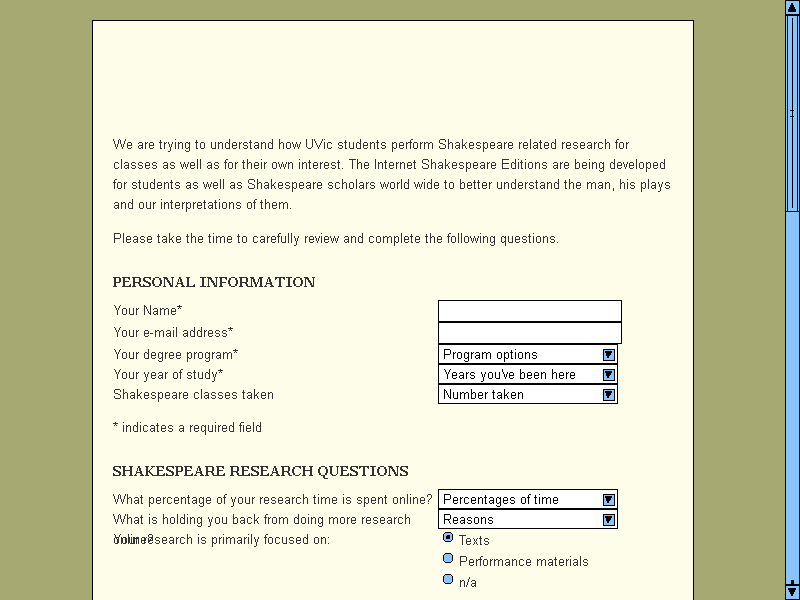 We are trying to understand how UVic students perform Shakespeare related research for
classes as well as for their own interest. The Internet Shakespeare Editions are being developed
for students as well as Shakespeare scholars world wide to better understand the man, his plays
and our interpretations of them.
Please take the time to carefully review and complete the following questions.
PERSONAL INFORMATION
Your Name*
Your e-mail address*
Your degree program* Program options
Your year of study* Years you've been here
Shakespeare classes taken Number taken
* indicates a required field
SHAKESPEARE RESEARCH QUESTIONS
What percentage of your research time is spent online? Percentages of time
What is holding you back from doing more research Reasons
online?
Your research is primarily focused on: Texts
Performance materials
n/a